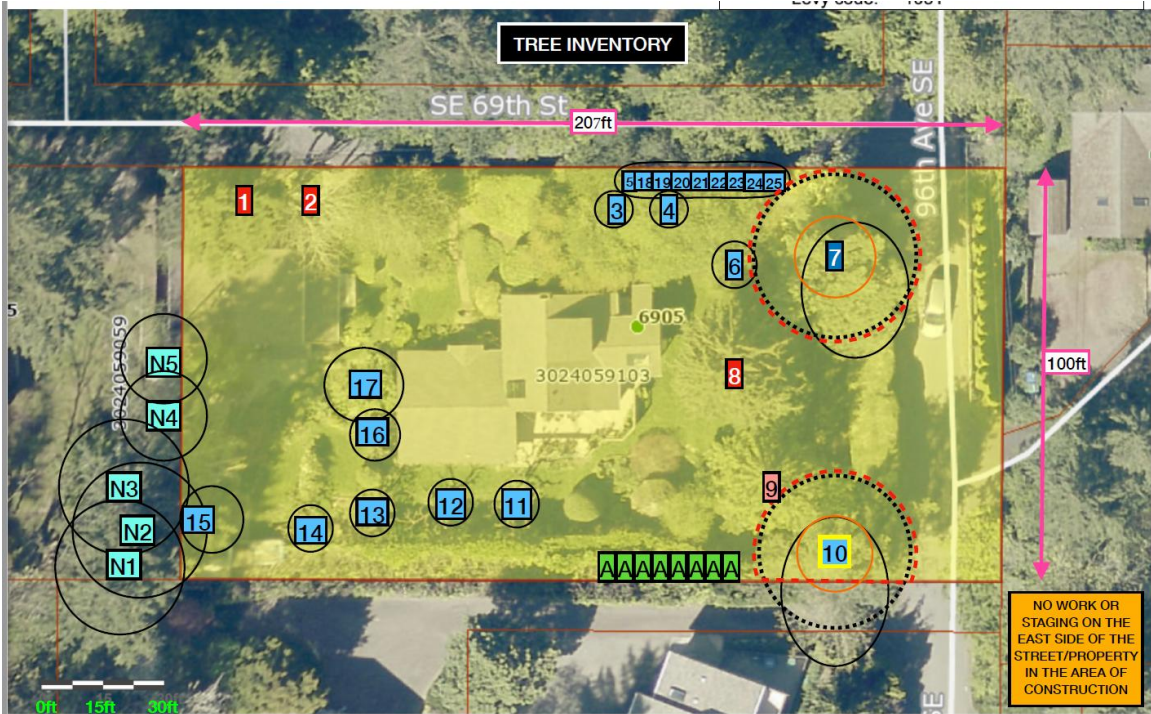 TREE INVENTORY
SE 69th St
207ft
96th Ave SE
1
2
5 18 19 20 21 22 23 24 25
3
4
6
7
6905
5
3024059059
3024059103
100ft
8
N5
17
N4
16
N3
9
15
N2
14
13
12
11
10
N1
A A A A A A A A
NO WORK OR
STAGING ON THE
EAST SIDE OF THE
STREET/PROPERTY
IN THE AREA OF
CONSTRUCTION
0ft 15ft 30ft
SE